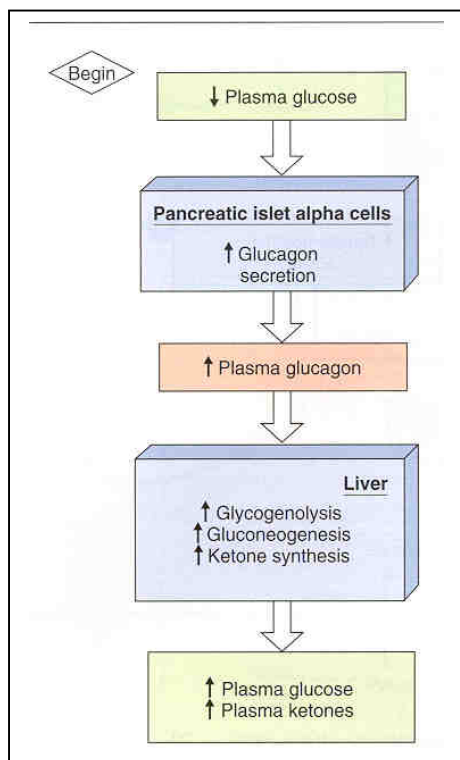 Begin
↓ Plasma glucose
Pancreatic islet alpha cells
↑ Glucagon
secretion
↑ Plasma glucagon
Liver
↑ Glycogenolysis
↑ Gluconeogenesis
↑ Ketone synthesis
↑ Plasma glucose
↑ Plasma ketones